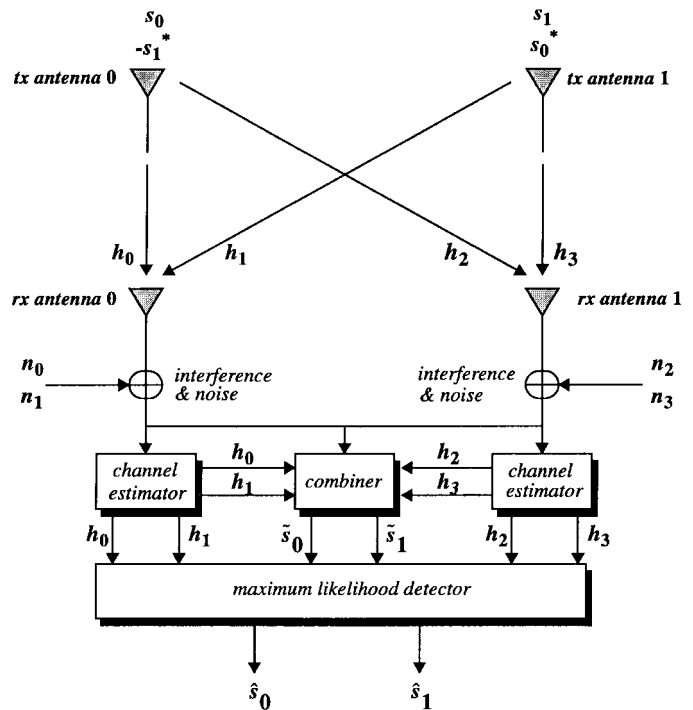 s0 s1
-s1* s0*
tx antenna 0 tx antenna 1
h0 h1 h2 h3
rx antenna 0 rx antenna 1
n0 interference interference n2
n1 & noise & noise n3
channel estimator h0 h1 combiner h2 h3 channel estimator
h0 h1 s̃0 s̃1 h2 h3
maximum likelihood detector
ŝ0 ŝ1